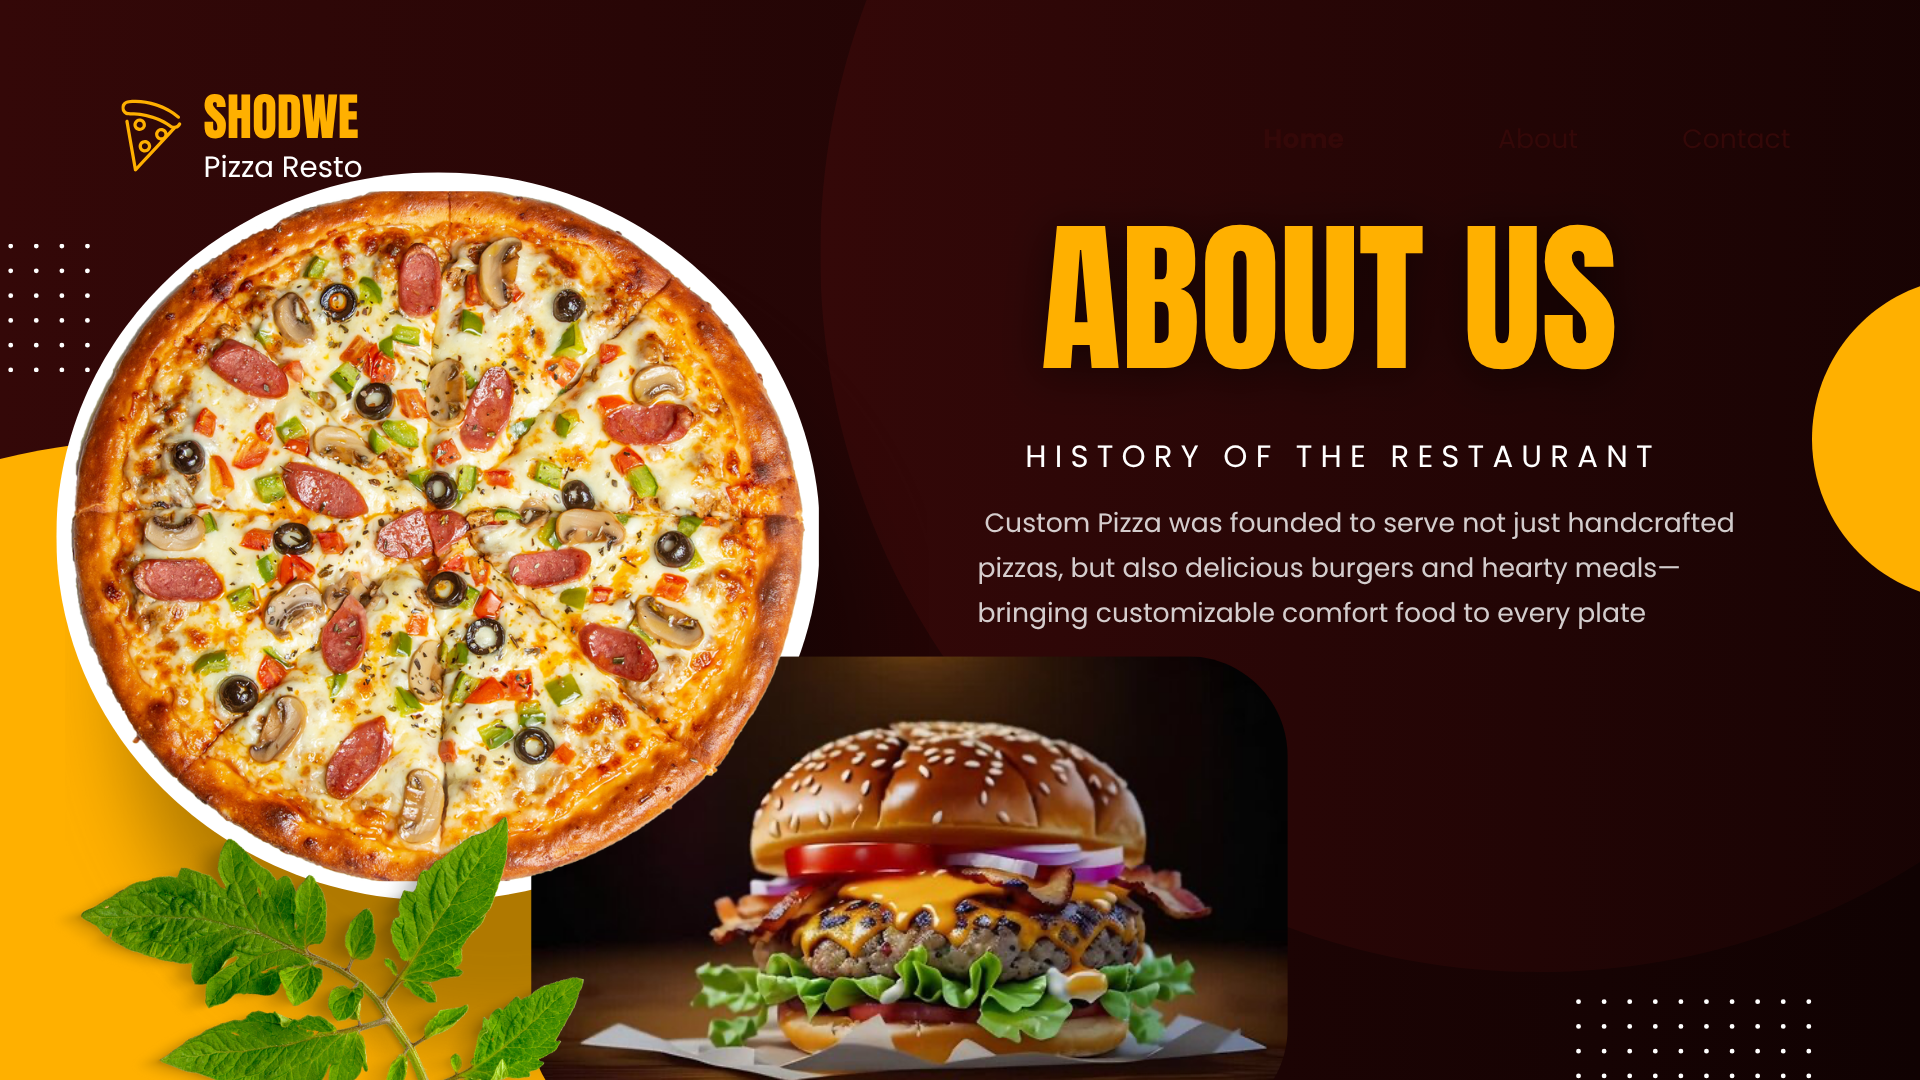 SHODWE
Pizza Resto
Home About Contact
ABOUT US
HISTORY OF THE RESTAURANT
Custom Pizza was founded to serve not just handcrafted
pizzas, but also delicious burgers and hearty meals—
bringing customizable comfort food to every plate